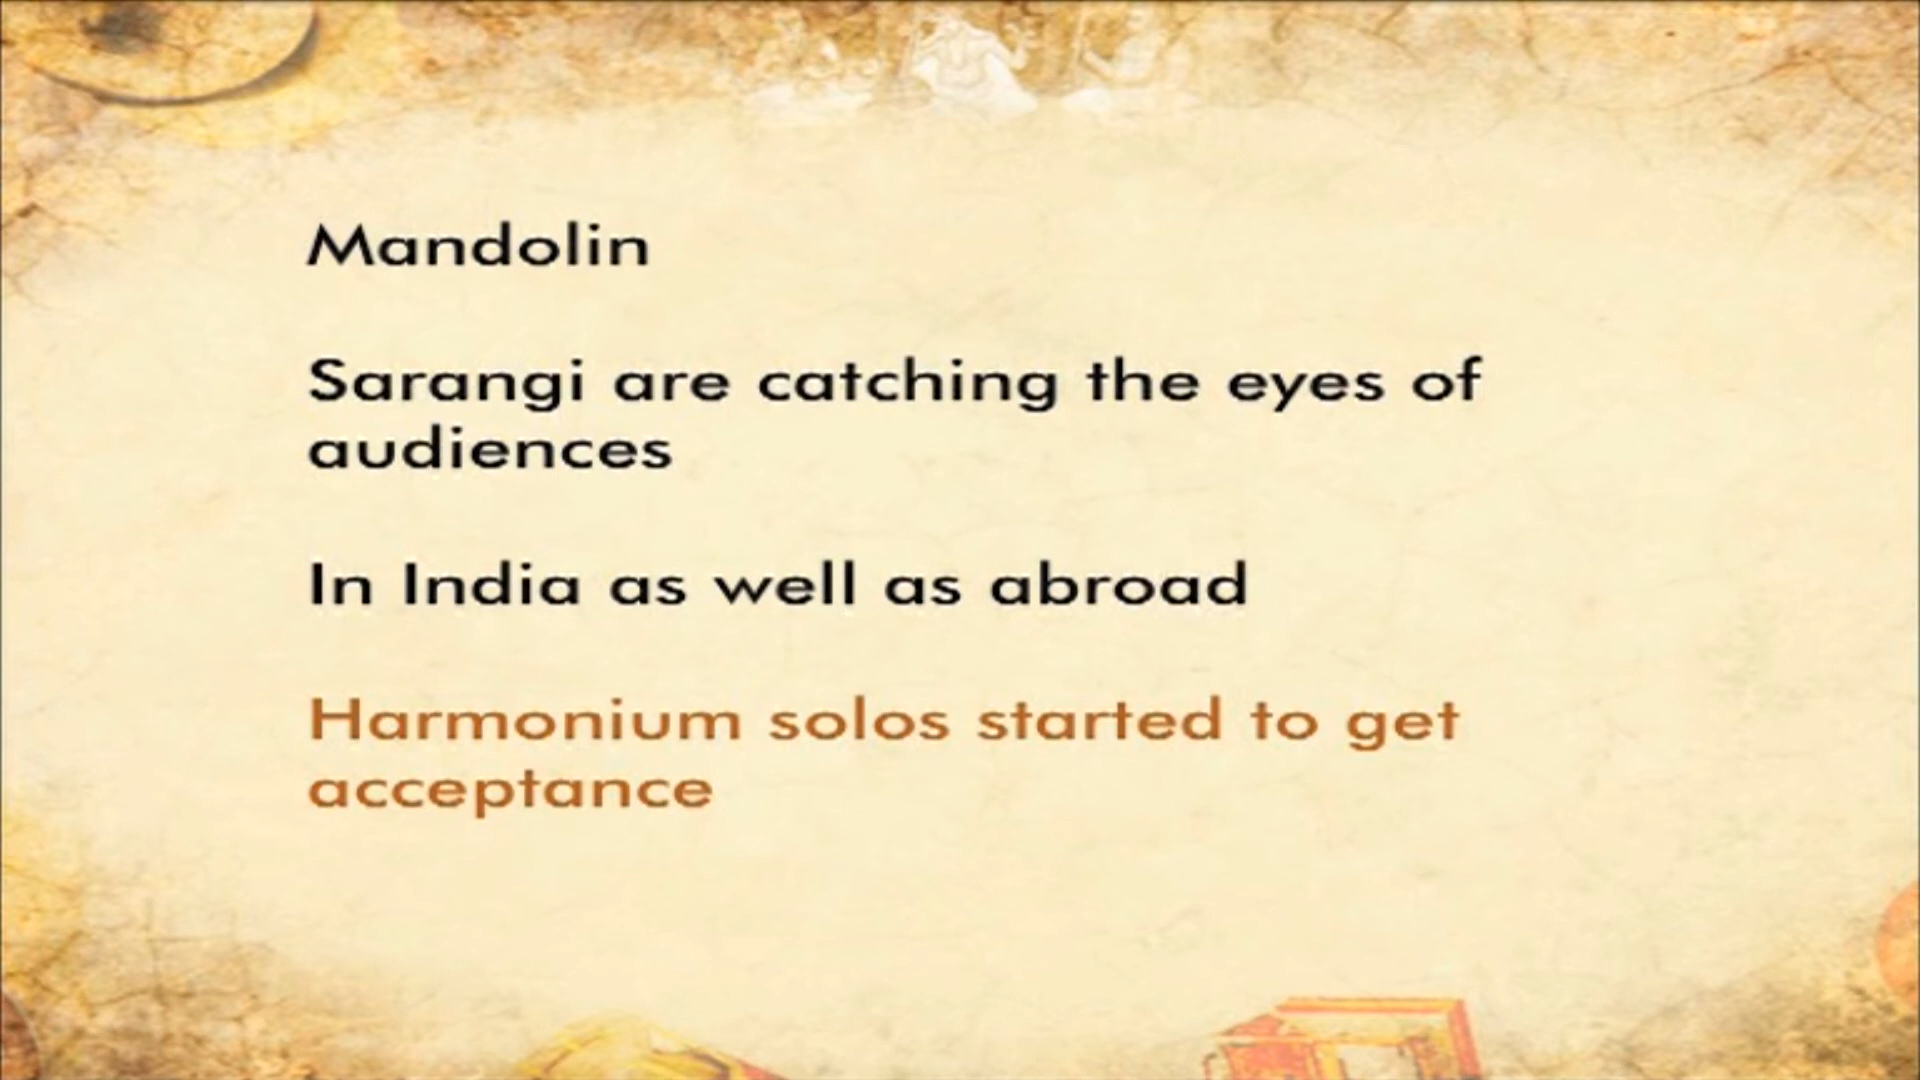 Mandolin
Sarangi are catching the eyes of
audiences
In India as well as abroad
Harmonium solos started to get
acceptance